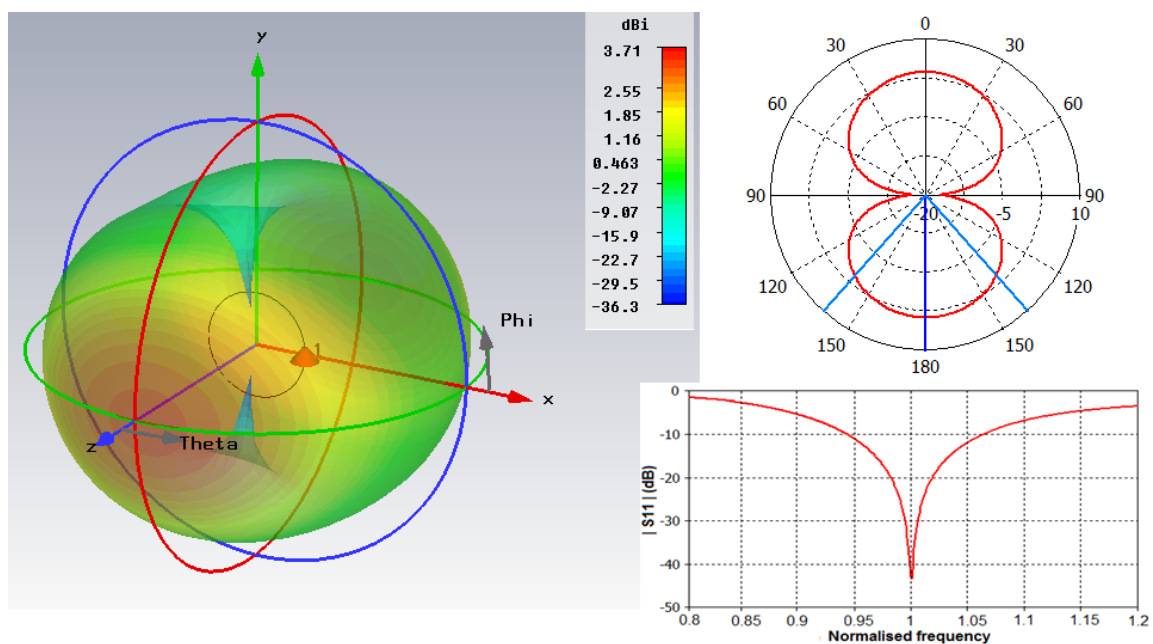 dBi
3.71
2.55
1.85
1.16
0.463
-2.27
-9.07
-15.9
-22.7
-29.5
-36.3
y
x
z
Phi
Theta
1
0
30 30
60 60
90 -20 -5 10 90
120 120
150 150
180
| S11 | (dB)
0
-10
-20
-30
-40
-50
0.8 0.85 0.9 0.95 1 1.05 1.1 1.15 1.2
Normalised frequency